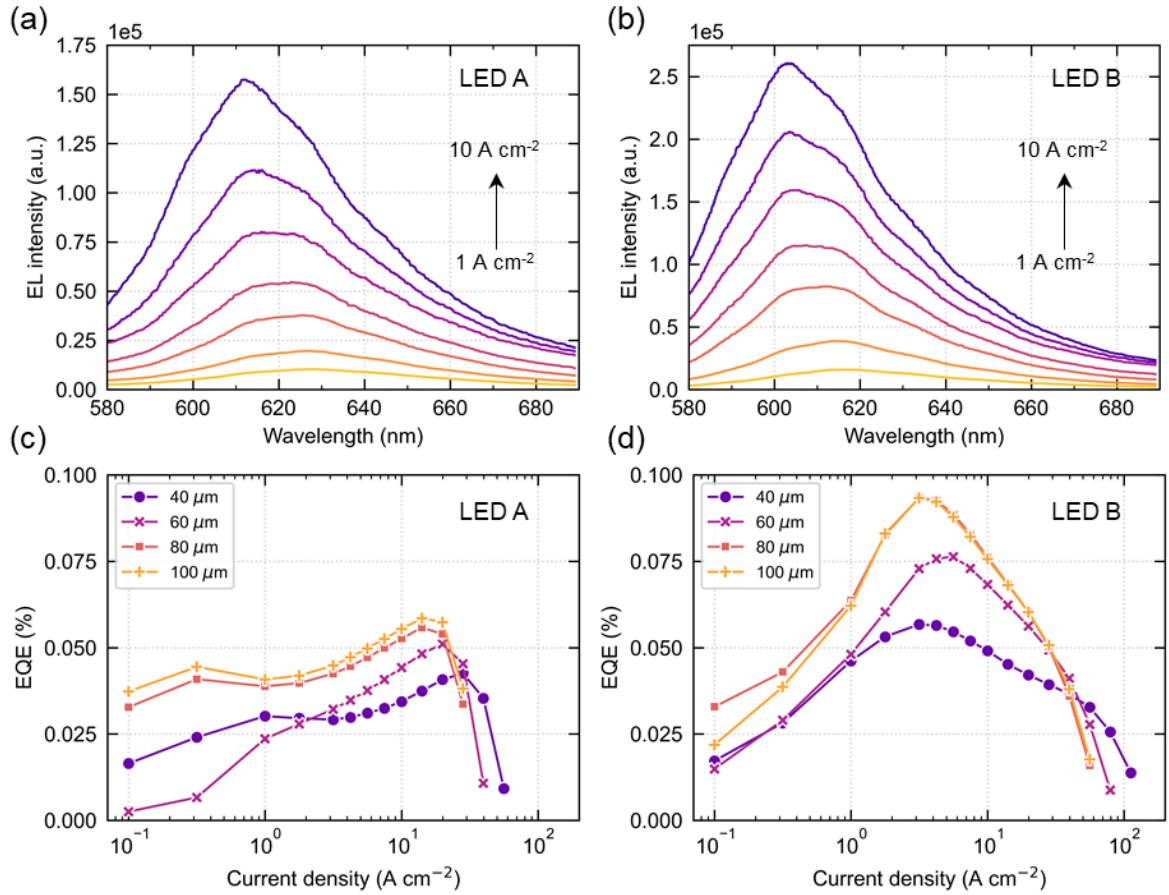 (a)
1e5
1.75
1.50
1.25
1.00
0.75
0.50
0.25
0.00
EL intensity (a.u.)
LED A
10 A cm-2
1 A cm-2
580 600 620 640 660 680
Wavelength (nm)
(b)
1e5
2.5
2.0
1.5
1.0
0.5
0.0
EL intensity (a.u.)
LED B
10 A cm-2
1 A cm-2
580 600 620 640 660 680
Wavelength (nm)
(c)
0.100
0.075
0.050
0.025
0.000
EQE (%)
40 μm
60 μm
80 μm
100 μm
LED A
10−1 100 101 102
Current density (A cm−2)
(d)
0.100
0.075
0.050
0.025
0.000
EQE (%)
40 μm
60 μm
80 μm
100 μm
LED B
10−1 100 101 102
Current density (A cm−2)